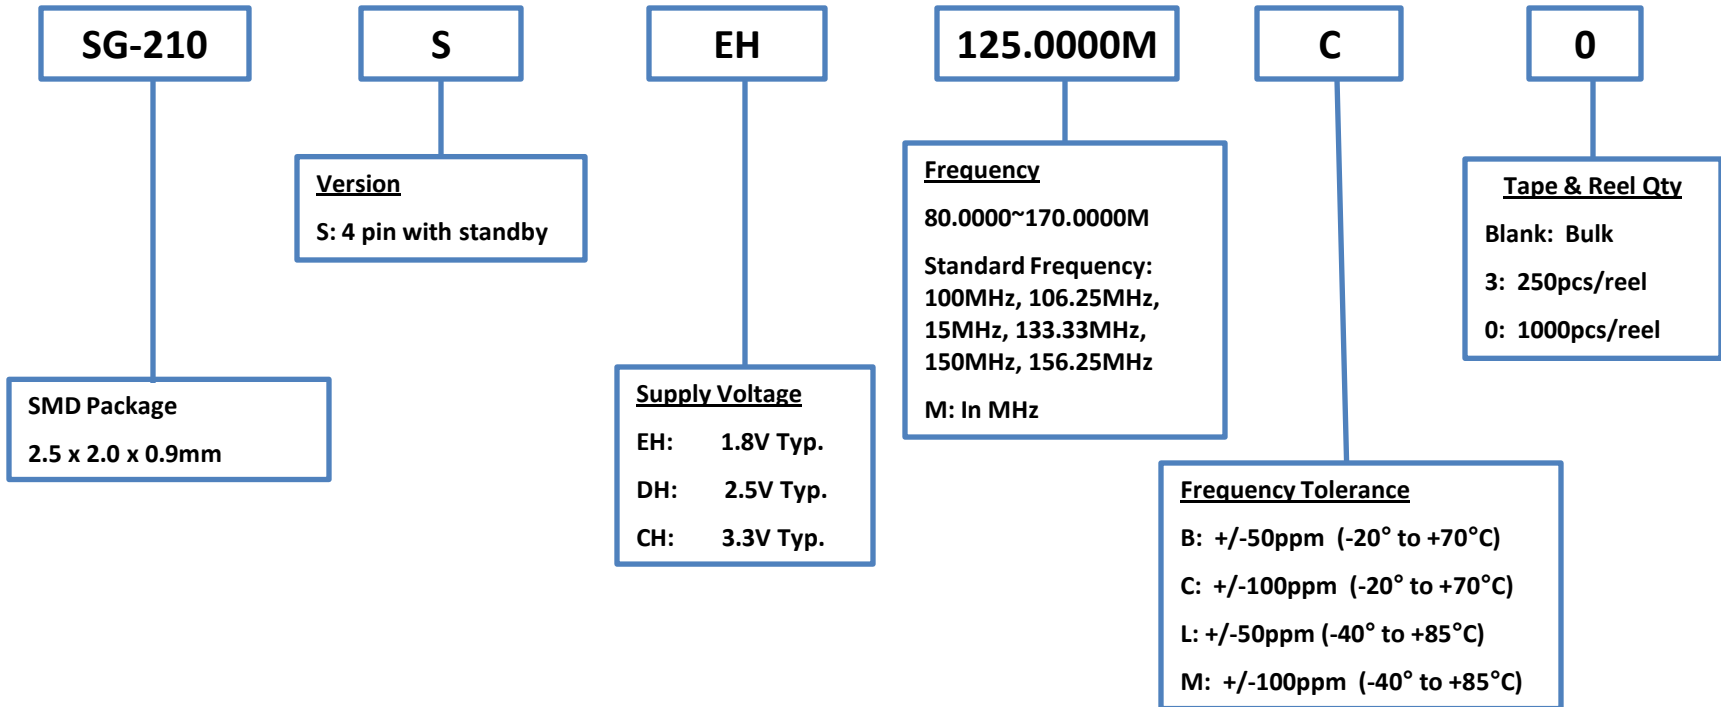 SG-210
S
EH
125.0000M
C
0
Version
S: 4 pin with standby
Frequency
80.0000~170.0000M
Standard Frequency:
100MHz, 106.25MHz,
15MHz, 133.33MHz,
150MHz, 156.25MHz
M: In MHz
Tape & Reel Qty
Blank: Bulk
3: 250pcs/reel
0: 1000pcs/reel
SMD Package
2.5 x 2.0 x 0.9mm
Supply Voltage
EH: 1.8V Typ.
DH: 2.5V Typ.
CH: 3.3V Typ.
Frequency Tolerance
B: +/-50ppm (-20° to +70°C)
C: +/-100ppm (-20° to +70°C)
L: +/-50ppm (-40° to +85°C)
M: +/-100ppm (-40° to +85°C)